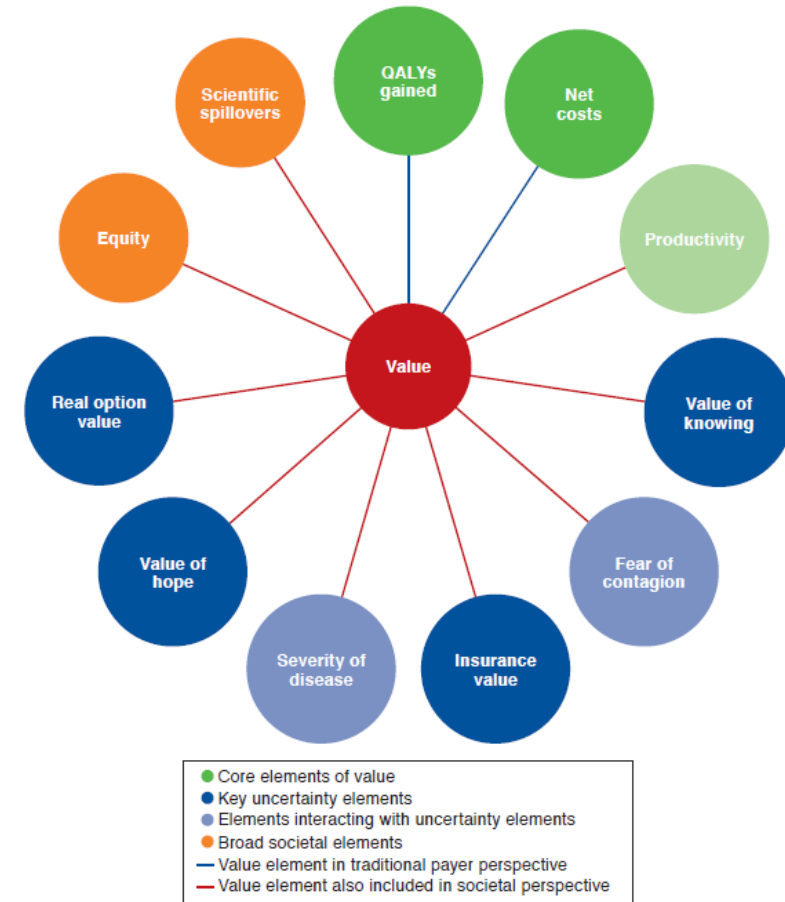 QALYs
gained
Net
costs
Scientific
spillovers
Productivity
Equity
Value
Real option
value
Value of
knowing
Value of
hope
Fear of
contagion
Severity of
disease
Insurance
value
Core elements of value
Key uncertainty elements
Elements interacting with uncertainty elements
Broad societal elements
Value element in traditional payer perspective
Value element also included in societal perspective